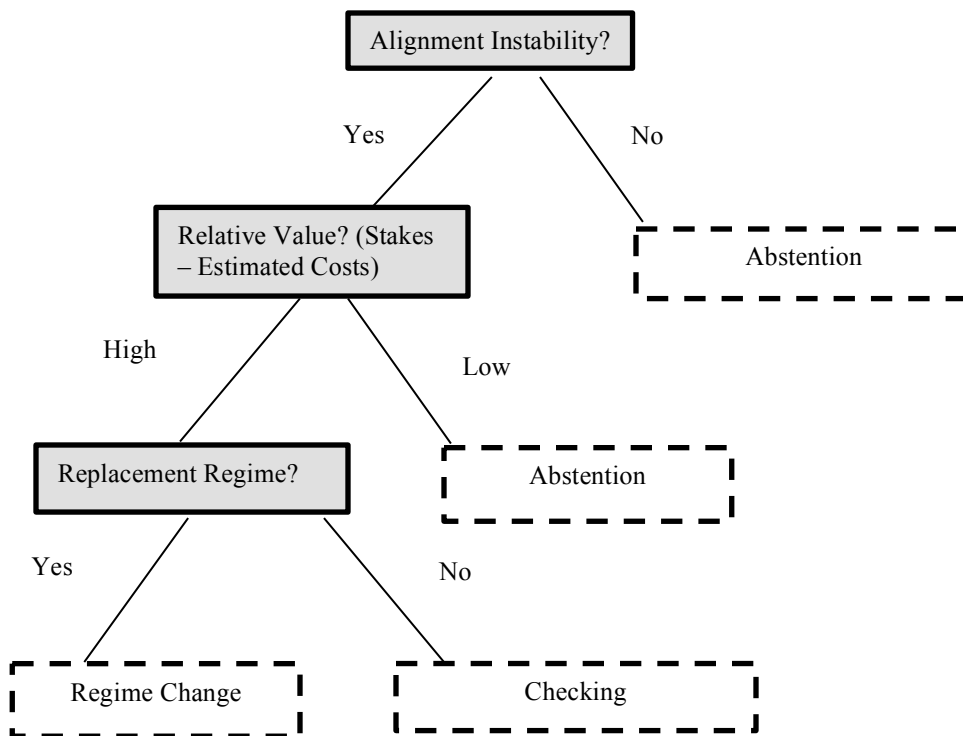 Alignment Instability?
Yes
No
Relative Value? (Stakes
– Estimated Costs)
Abstention
High
Low
Replacement Regime?
Abstention
Yes
No
Regime Change
Checking